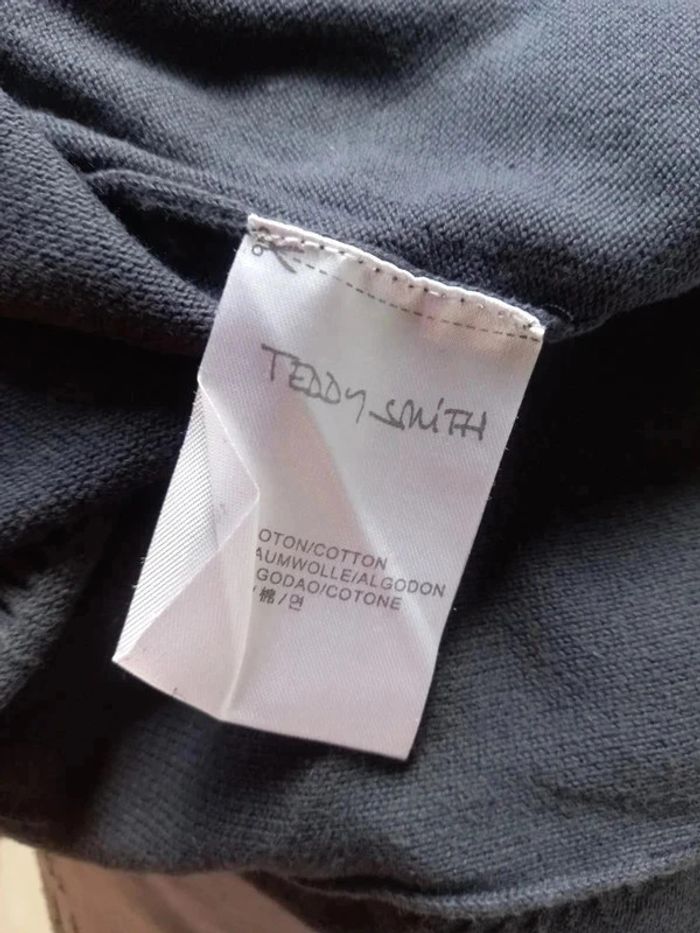 TEDDY SMITH
OTON/COTTON
AUMWOLLE/ALGODON
GODAO/COTONE
/棉/면